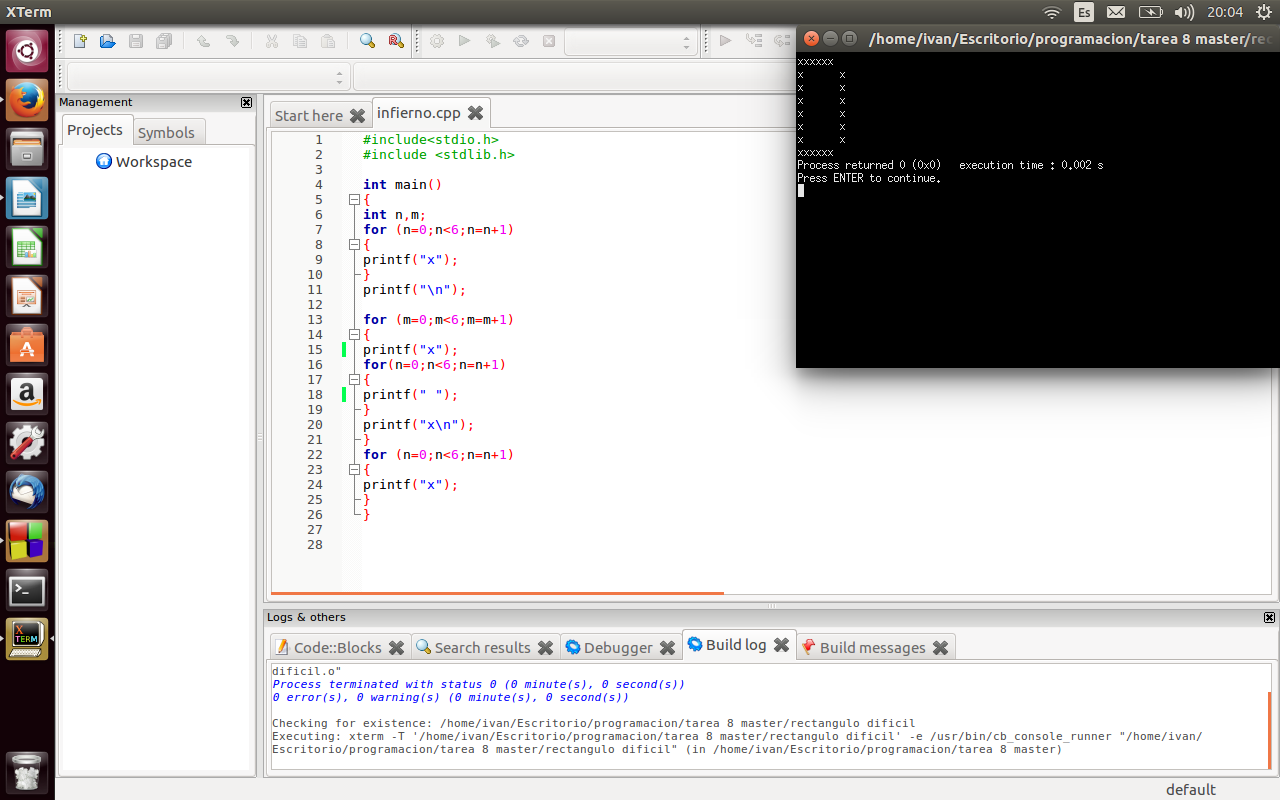 XTerm
Es
20:04
/home/ivan/Escritorio/programacion/tarea 8 master/rec
xxxxxx
x      x
x      x
x      x
x      x
x      x
x      x
xxxxxx
Process returned 0 (0x0)   execution time : 0.002 s
Press ENTER to continue.
Management
Projects
Symbols
Workspace
Start here
infierno.cpp
1 #include<stdio.h>
2 #include <stdlib.h>
3
4 int main()
5 {
6 int n,m;
7 for (n=0;n<6;n=n+1)
8 {
9 printf("x");
10 }
11 printf("\n");
12
13 for (m=0;m<6;m=m+1)
14 {
15 printf("x");
16 for(n=0;n<6;n=n+1)
17 {
18 printf(" ");
19 }
20 printf("x\n");
21 }
22 for (n=0;n<6;n=n+1)
23 {
24 printf("x");
25 }
26 }
27
28
Logs & others
Code::Blocks
Search results
Debugger
Build log
Build messages
dificil.o"
Process terminated with status 0 (0 minute(s), 0 second(s))
0 error(s), 0 warning(s) (0 minute(s), 0 second(s))
Checking for existence: /home/ivan/Escritorio/programacion/tarea 8 master/rectangulo dificil
Executing: xterm -T '/home/ivan/Escritorio/programacion/tarea 8 master/rectangulo dificil' -e /usr/bin/cb_console_runner "/home/ivan/
Escritorio/programacion/tarea 8 master/rectangulo dificil" (in /home/ivan/Escritorio/programacion/tarea 8 master)
default